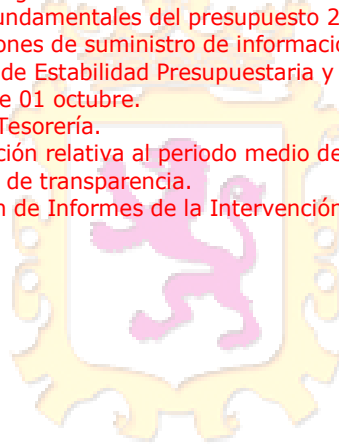 undamentales del presupuesto 2
ones de suministro de informació
de Estabilidad Presupuestaria y
e 01 octubre.
Tesorería.
ción relativa al periodo medio de
de transparencia.
n de Informes de la Intervención